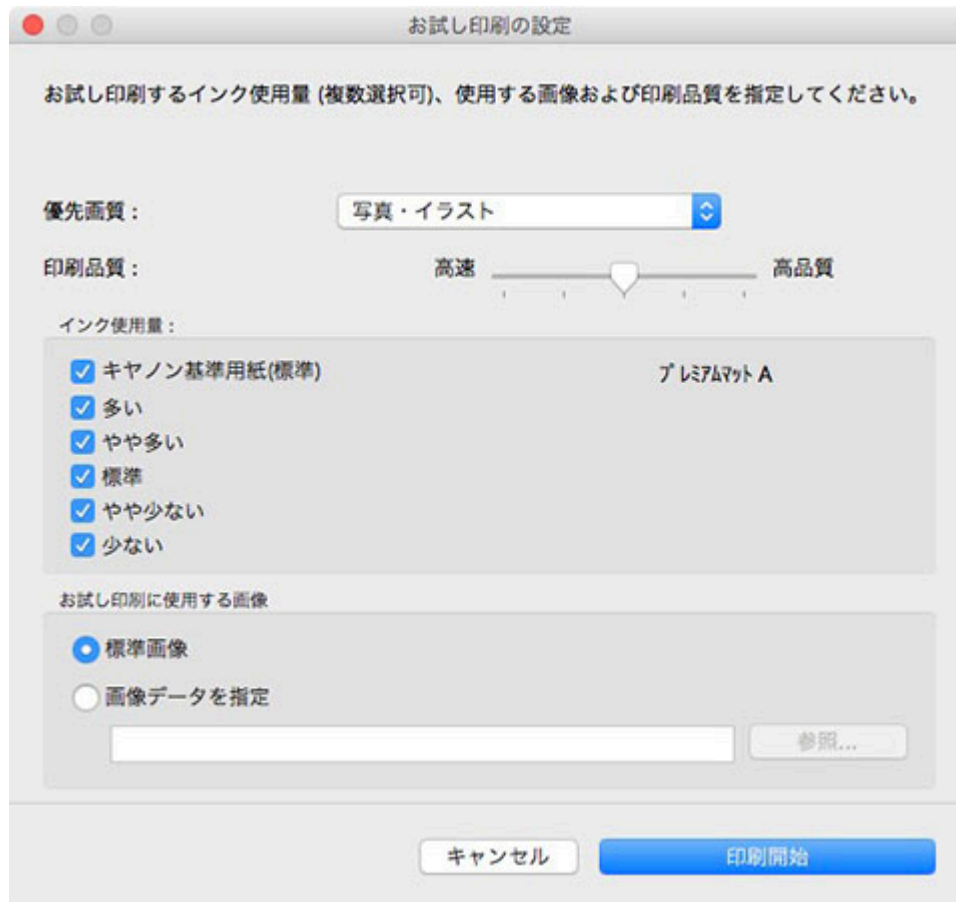 お試し印刷の設定
お試し印刷するインク使用量 (複数選択可)、使用する画像および印刷品質を指定してください。
優先画質： 写真・イラスト
印刷品質： 高速 高品質
インク使用量：
キヤノン基準用紙(標準) ﾌﾟﾚﾐｱﾑﾏｯﾄ A
多い
やや多い
標準
やや少ない
少ない
お試し印刷に使用する画像
標準画像
画像データを指定
参照...
キャンセル 印刷開始